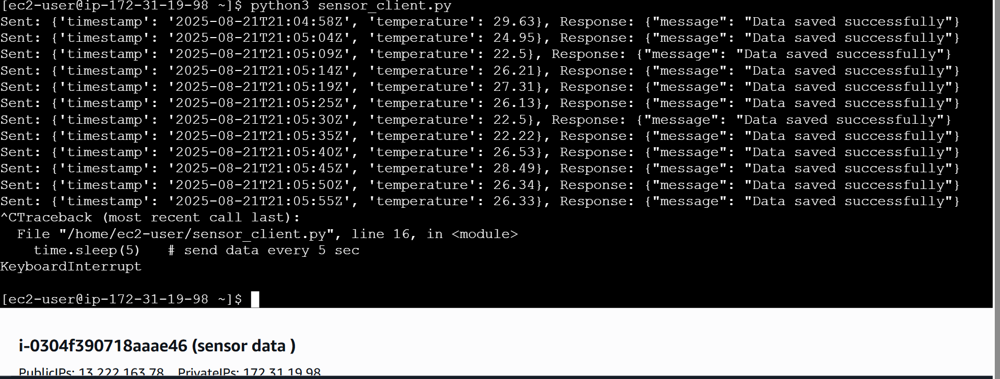 [ec2-user@ip-172-31-19-98 ~]$ python3 sensor_client.py
Sent: {'timestamp': '2025-08-21T21:04:58Z', 'temperature': 29.63}, Response: {"message": "Data saved successfully"}
Sent: {'timestamp': '2025-08-21T21:05:04Z', 'temperature': 24.95}, Response: {"message": "Data saved successfully"}
Sent: {'timestamp': '2025-08-21T21:05:09Z', 'temperature': 22.5}, Response: {"message": "Data saved successfully"}
Sent: {'timestamp': '2025-08-21T21:05:14Z', 'temperature': 26.21}, Response: {"message": "Data saved successfully"}
Sent: {'timestamp': '2025-08-21T21:05:19Z', 'temperature': 27.31}, Response: {"message": "Data saved successfully"}
Sent: {'timestamp': '2025-08-21T21:05:25Z', 'temperature': 26.13}, Response: {"message": "Data saved successfully"}
Sent: {'timestamp': '2025-08-21T21:05:30Z', 'temperature': 22.5}, Response: {"message": "Data saved successfully"}
Sent: {'timestamp': '2025-08-21T21:05:35Z', 'temperature': 22.22}, Response: {"message": "Data saved successfully"}
Sent: {'timestamp': '2025-08-21T21:05:40Z', 'temperature': 26.53}, Response: {"message": "Data saved successfully"}
Sent: {'timestamp': '2025-08-21T21:05:45Z', 'temperature': 28.49}, Response: {"message": "Data saved successfully"}
Sent: {'timestamp': '2025-08-21T21:05:50Z', 'temperature': 26.34}, Response: {"message": "Data saved successfully"}
Sent: {'timestamp': '2025-08-21T21:05:55Z', 'temperature': 26.33}, Response: {"message": "Data saved successfully"}
^CTraceback (most recent call last):
  File "/home/ec2-user/sensor_client.py", line 16, in <module>
    time.sleep(5)   # send data every 5 sec
KeyboardInterrupt
[ec2-user@ip-172-31-19-98 ~]$
i-0304f390718aaae46 (sensor data )
PublicIPs: 13.222.163.78    PrivateIPs: 172.31.19.98